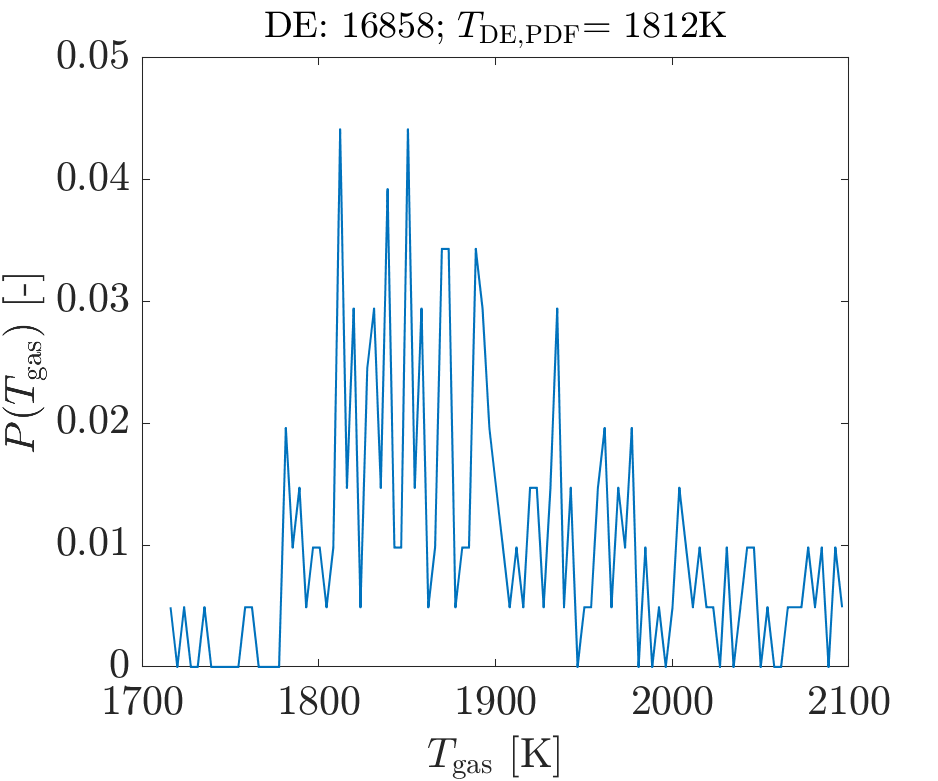 DE: 16858; T_DE,PDF= 1812K
0.05
0.04
0.03
0.02
0.01
0
P(T_gas) [-]
1700 1800 1900 2000 2100
T_gas [K]